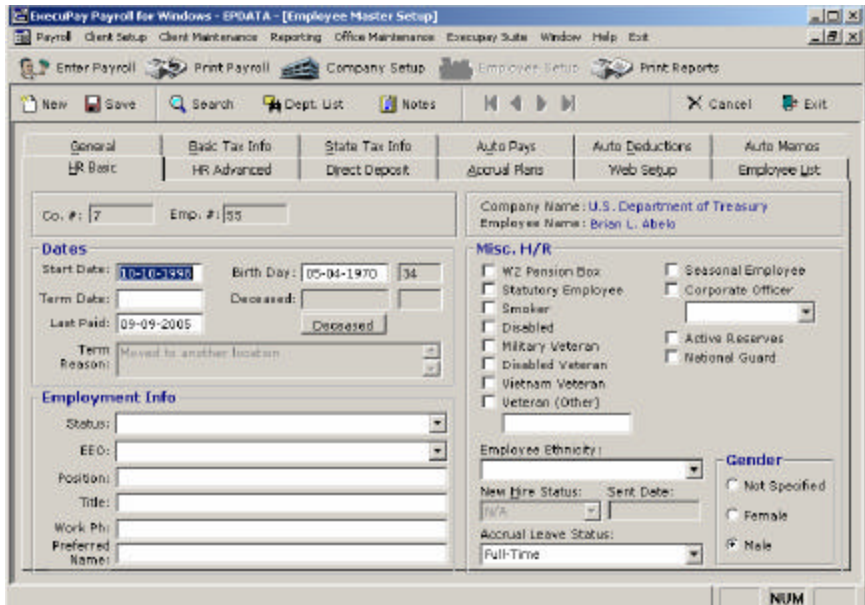 ExecuPay Payroll for Windows - EPDATA - [Employee Master Setup]
Payroll Client Setup Client Maintenance Reporting Office Maintenance Execupay Suite Window Help Exit
Enter Payroll Print Payroll Company Setup Employee Setup Print Reports
New Save Search Dept. List Notes Cancel Exit
General Basic Tax Info State Tax Info Auto Pays Auto Deductions Auto Memos
HR Basic HR Advanced Direct Deposit Accrual Plans Web Setup Employee List
Co. #: 7 Emp. #: 55
Company Name: U.S. Department of Treasury
Employee Name: Brian L. Abelo
Dates
Start Date: 10-10-1998 Birth Day: 05-04-1970 34
Term Date: Deceased:
Last Paid: 09-09-2005 Deceased
Term Reason: Moved to another location
Employment Info
Status:
EEO:
Position:
Title:
Work Ph:
Preferred Name:
Misc. H/R
W2 Pension Box
Statutory Employee
Smoker
Disabled
Military Veteran
Disabled Veteran
Vietnam Veteran
Veteran (Other)
Seasonal Employee
Corporate Officer
Active Reserves
National Guard
Employee Ethnicity:
New Hire Status: Sent Date:
N/A
Accrual Leave Status:
Full-Time
Gender
Not Specified
Female
Male
NUM